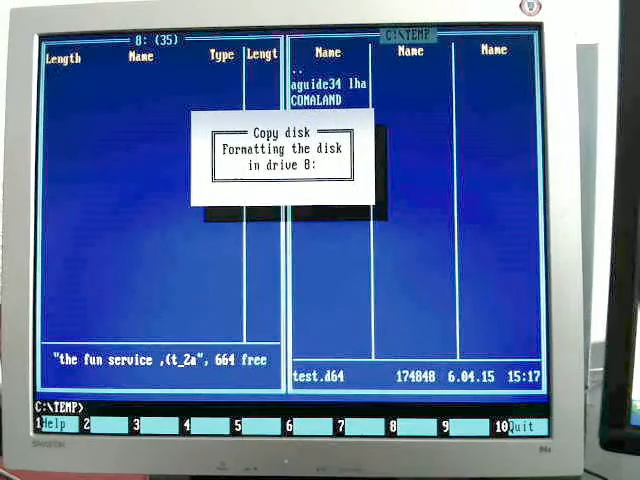 8: (35)
Length Name Type Lengt
C:\TEMP
Name Name Name
..
aguide34 lha
COMALAND
Copy disk
Formatting the disk
in drive 8:
"the fun service ,(t_2a", 664 free
test.d64 174848 6.04.15 15:17
C:\TEMP>
1Help 2 3 4 5 6 7 8 9 10Quit